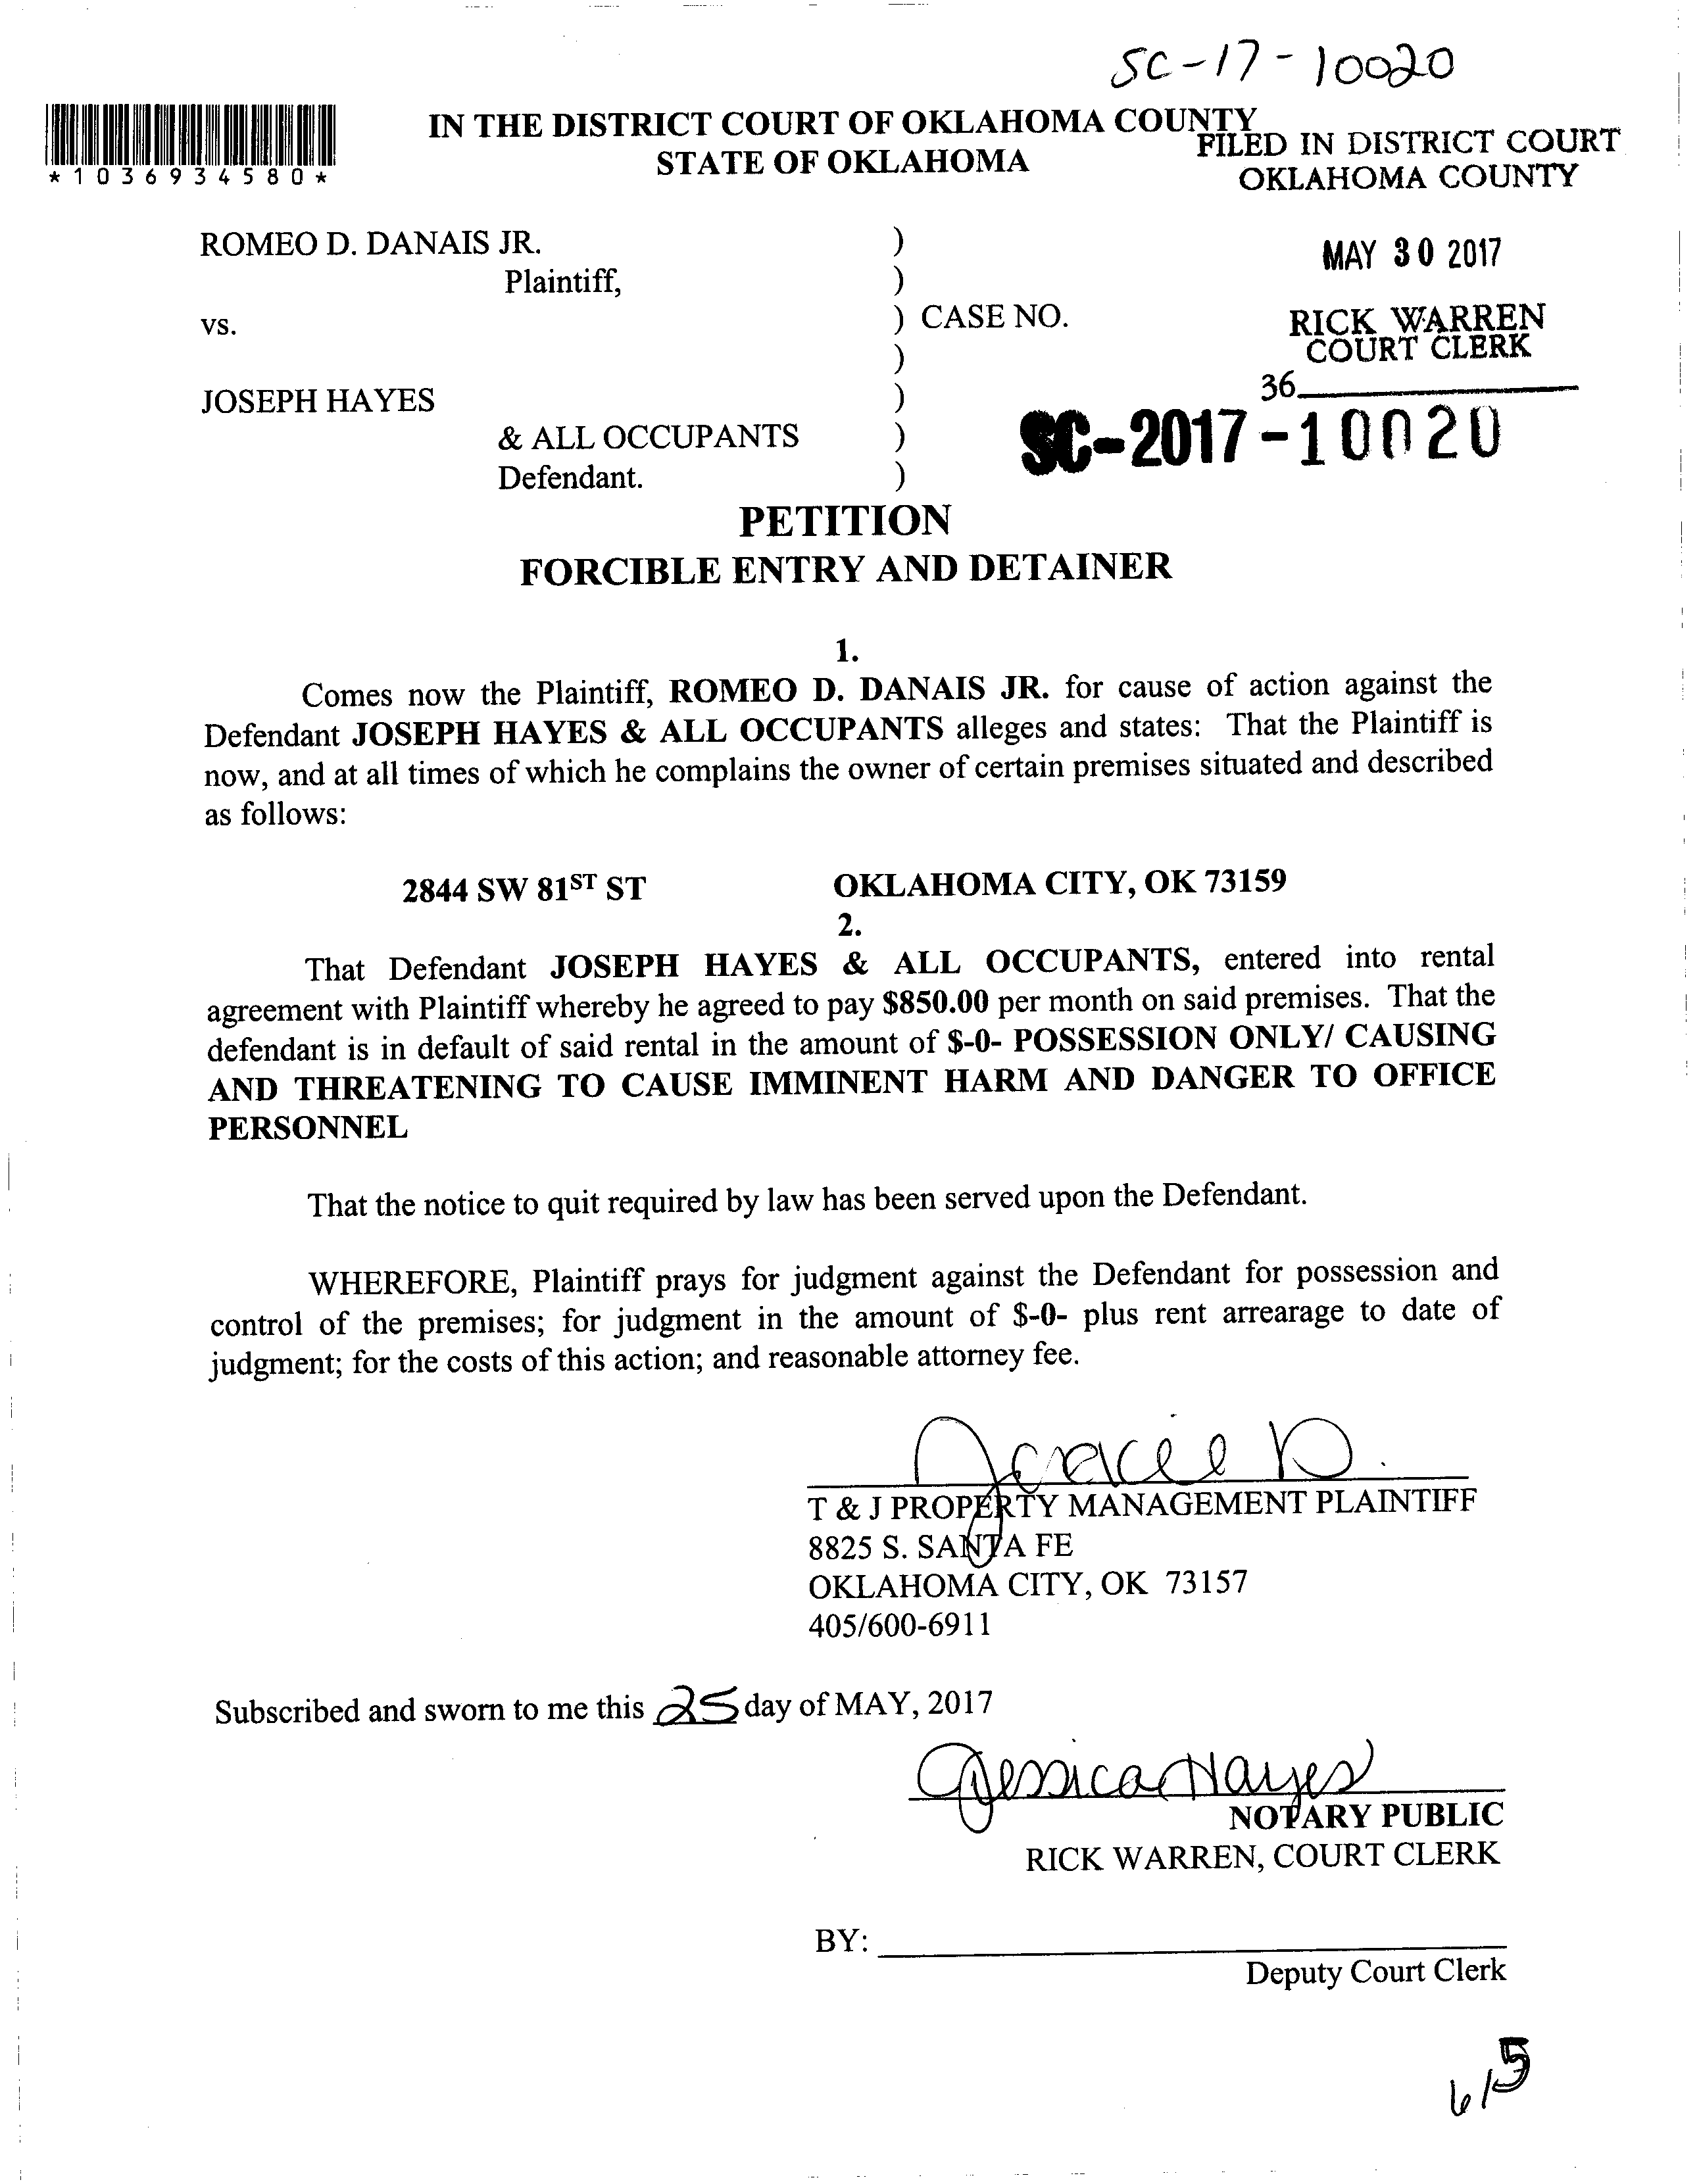 SC-17-10020
*1036934580*
IN THE DISTRICT COURT OF OKLAHOMA COUNTY
STATE OF OKLAHOMA
FILED IN DISTRICT COURT
OKLAHOMA COUNTY
MAY 30 2017
RICK WARREN
COURT CLERK
36
SC-2017-10020
ROMEO D. DANAIS JR. )
Plaintiff, )
vs. ) CASE NO.
)
JOSEPH HAYES )
& ALL OCCUPANTS )
Defendant. )
PETITION
FORCIBLE ENTRY AND DETAINER
1.
Comes now the Plaintiff, ROMEO D. DANAIS JR. for cause of action against the
Defendant JOSEPH HAYES & ALL OCCUPANTS alleges and states: That the Plaintiff is
now, and at all times of which he complains the owner of certain premises situated and described
as follows:
2844 SW 81ST ST OKLAHOMA CITY, OK 73159
2.
That Defendant JOSEPH HAYES & ALL OCCUPANTS, entered into rental
agreement with Plaintiff whereby he agreed to pay $850.00 per month on said premises. That the
defendant is in default of said rental in the amount of $-0- POSSESSION ONLY/ CAUSING
AND THREATENING TO CAUSE IMMINENT HARM AND DANGER TO OFFICE
PERSONNEL
That the notice to quit required by law has been served upon the Defendant.
WHEREFORE, Plaintiff prays for judgment against the Defendant for possession and
control of the premises; for judgment in the amount of $-0- plus rent arrearage to date of
judgment; for the costs of this action; and reasonable attorney fee.
T & J PROPERTY MANAGEMENT PLAINTIFF
8825 S. SANTA FE
OKLAHOMA CITY, OK 73157
405/600-6911
Subscribed and sworn to me this 25 day of MAY, 2017
Jessica Hayes
NOTARY PUBLIC
RICK WARREN, COURT CLERK
BY:
Deputy Court Clerk